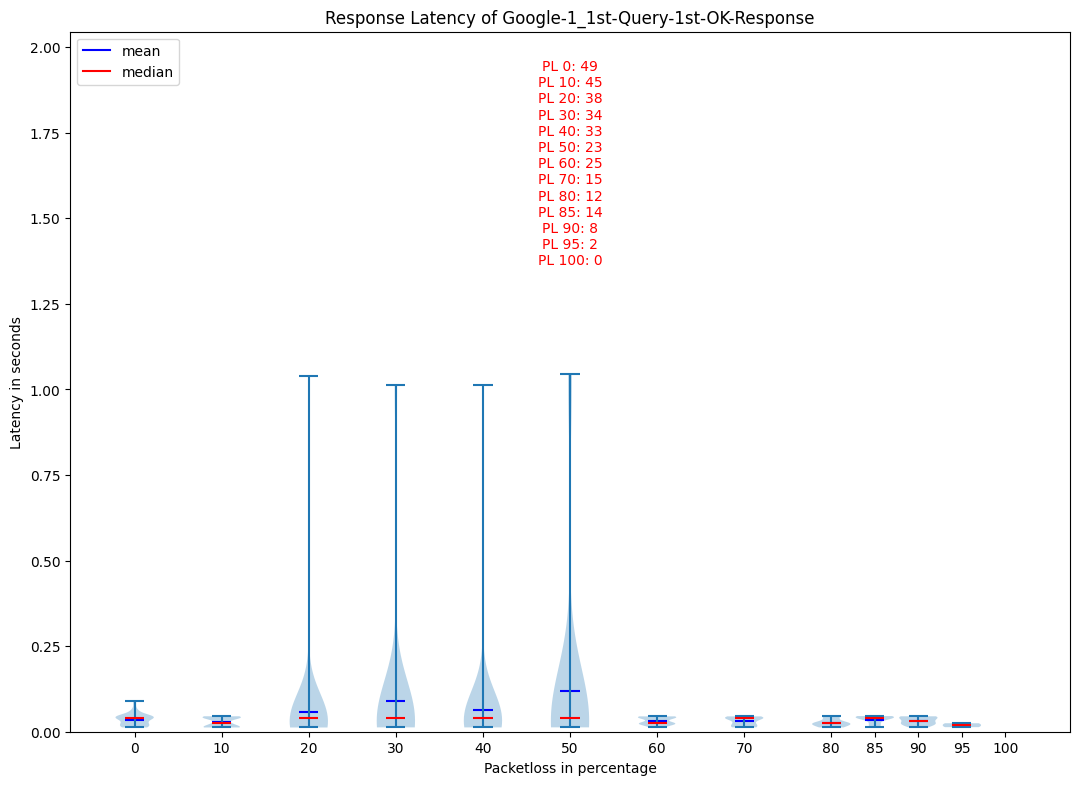 Response Latency of Google-1_1st-Query-1st-OK-Response
mean
median
PL 0: 49
PL 10: 45
PL 20: 38
PL 30: 34
PL 40: 33
PL 50: 23
PL 60: 25
PL 70: 15
PL 80: 12
PL 85: 14
PL 90: 8
PL 95: 2
PL 100: 0
Latency in seconds
2.00
1.75
1.50
1.25
1.00
0.75
0.50
0.25
0.00
0 10 20 30 40 50 60 70 80 85 90 95 100
Packetloss in percentage